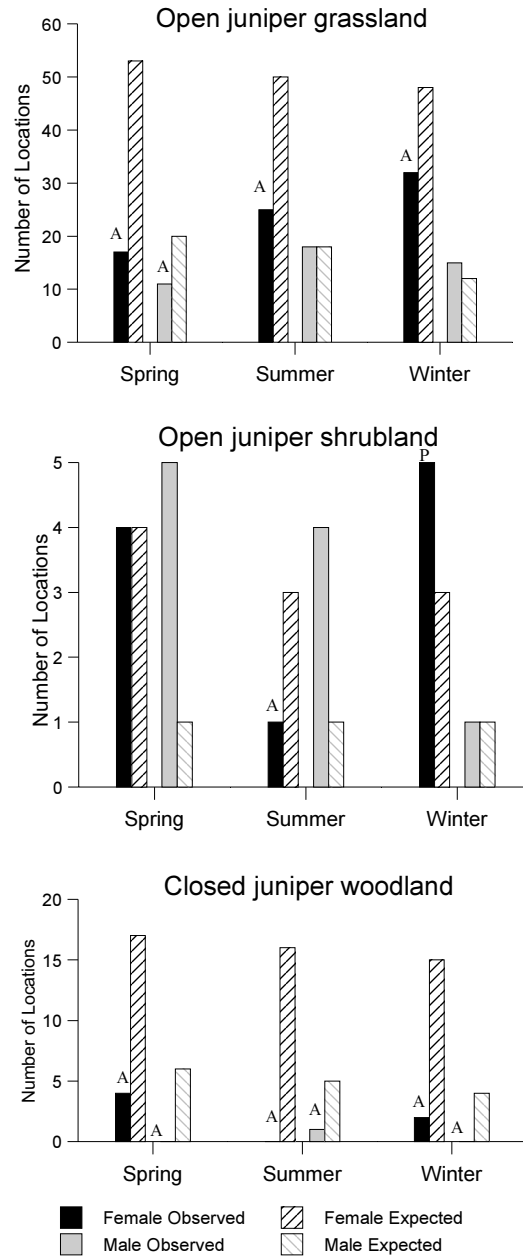 Open juniper grassland
60
50
40
30
20
10
0
Number of Locations
A
A
A
A
Spring
Summer
Winter
Open juniper shrubland
5
4
3
2
1
0
Number of Locations
A
P
Spring
Summer
Winter
Closed juniper woodland
20
15
10
5
0
Number of Locations
A
A
A
A
A
A
Spring
Summer
Winter
Female Observed
Female Expected
Male Observed
Male Expected